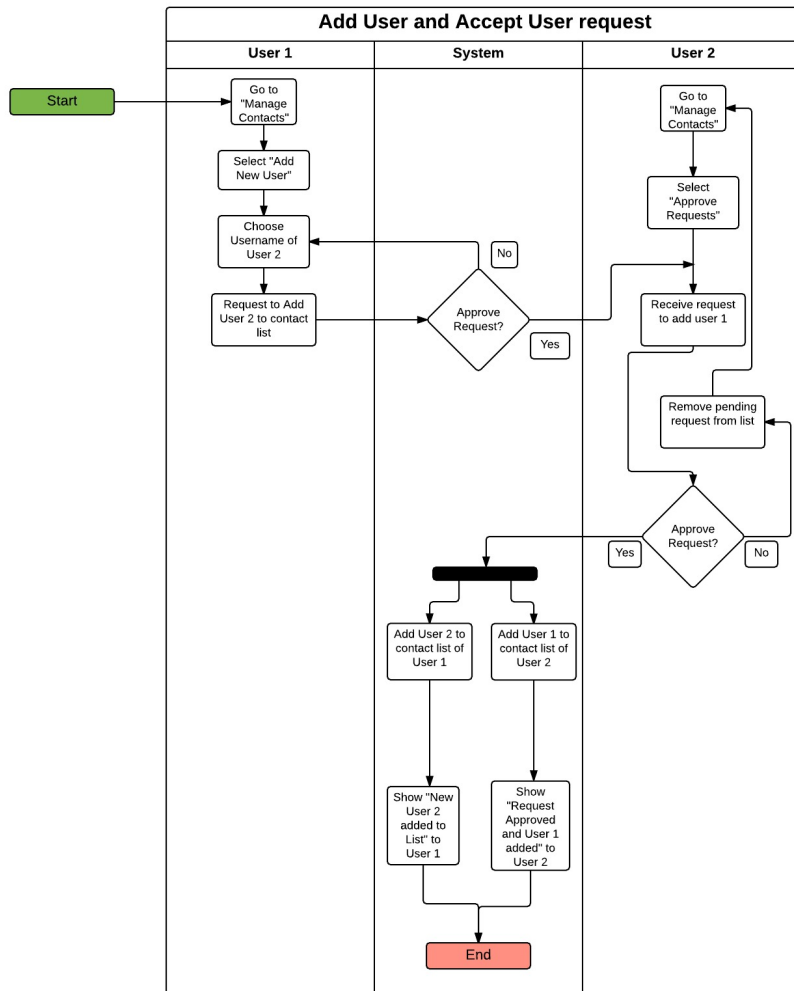 Add User and Accept User request
User 1
System
User 2
Start
Go to
"Manage
Contacts"
Select "Add
New User"
Choose
Username of
User 2
Request to Add
User 2 to contact
list
No
Approve
Request?
Yes
Go to
"Manage
Contacts"
Select
"Approve
Requests"
Receive request
to add user 1
Remove pending
request from list
Approve
Request?
Yes
No
Add User 2 to
contact list of
User 1
Add User 1 to
contact list of
User 2
Show "New
User 2
added to
List" to
User 1
Show
"Request
Approved
and User 1
added" to
User 2
End